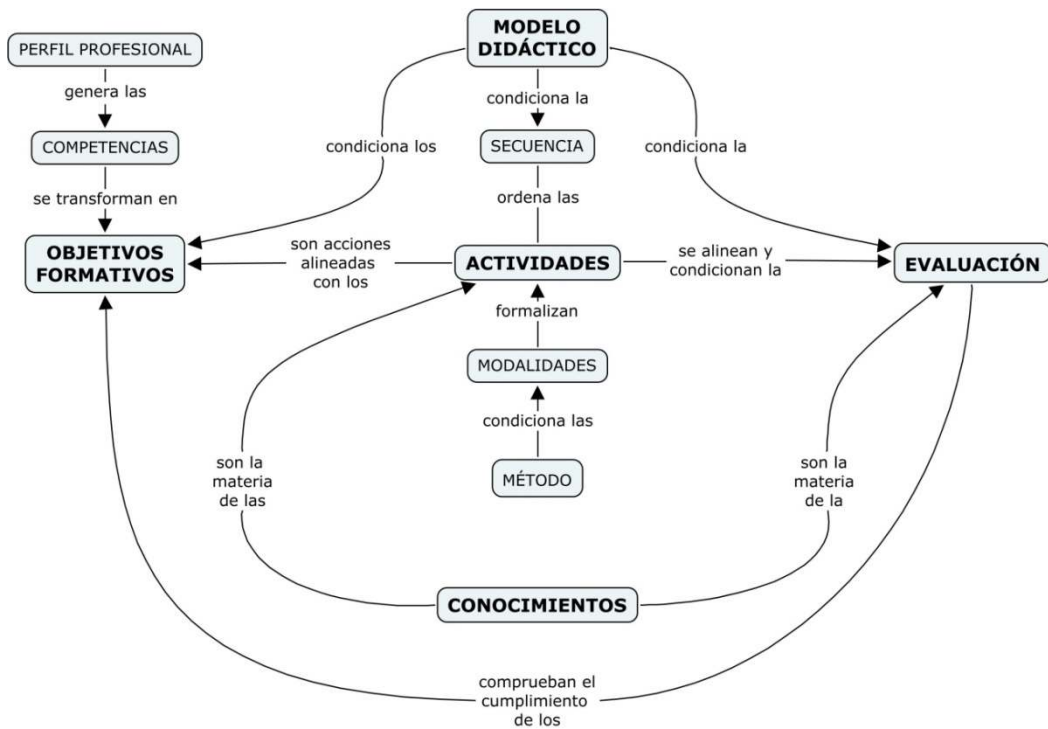 MODELO
DIDÁCTICO
PERFIL PROFESIONAL
genera las
condiciona la
COMPETENCIAS
condiciona los
SECUENCIA
condiciona la
se transforman en
ordena las
OBJETIVOS
FORMATIVOS
son acciones
alineadas
con los
ACTIVIDADES
se alinean y
condicionan la
EVALUACIÓN
formalizan
MODALIDADES
condiciona las
MÉTODO
son la
materia
de las
son la
materia
de la
CONOCIMIENTOS
comprueban el
cumplimiento
de los